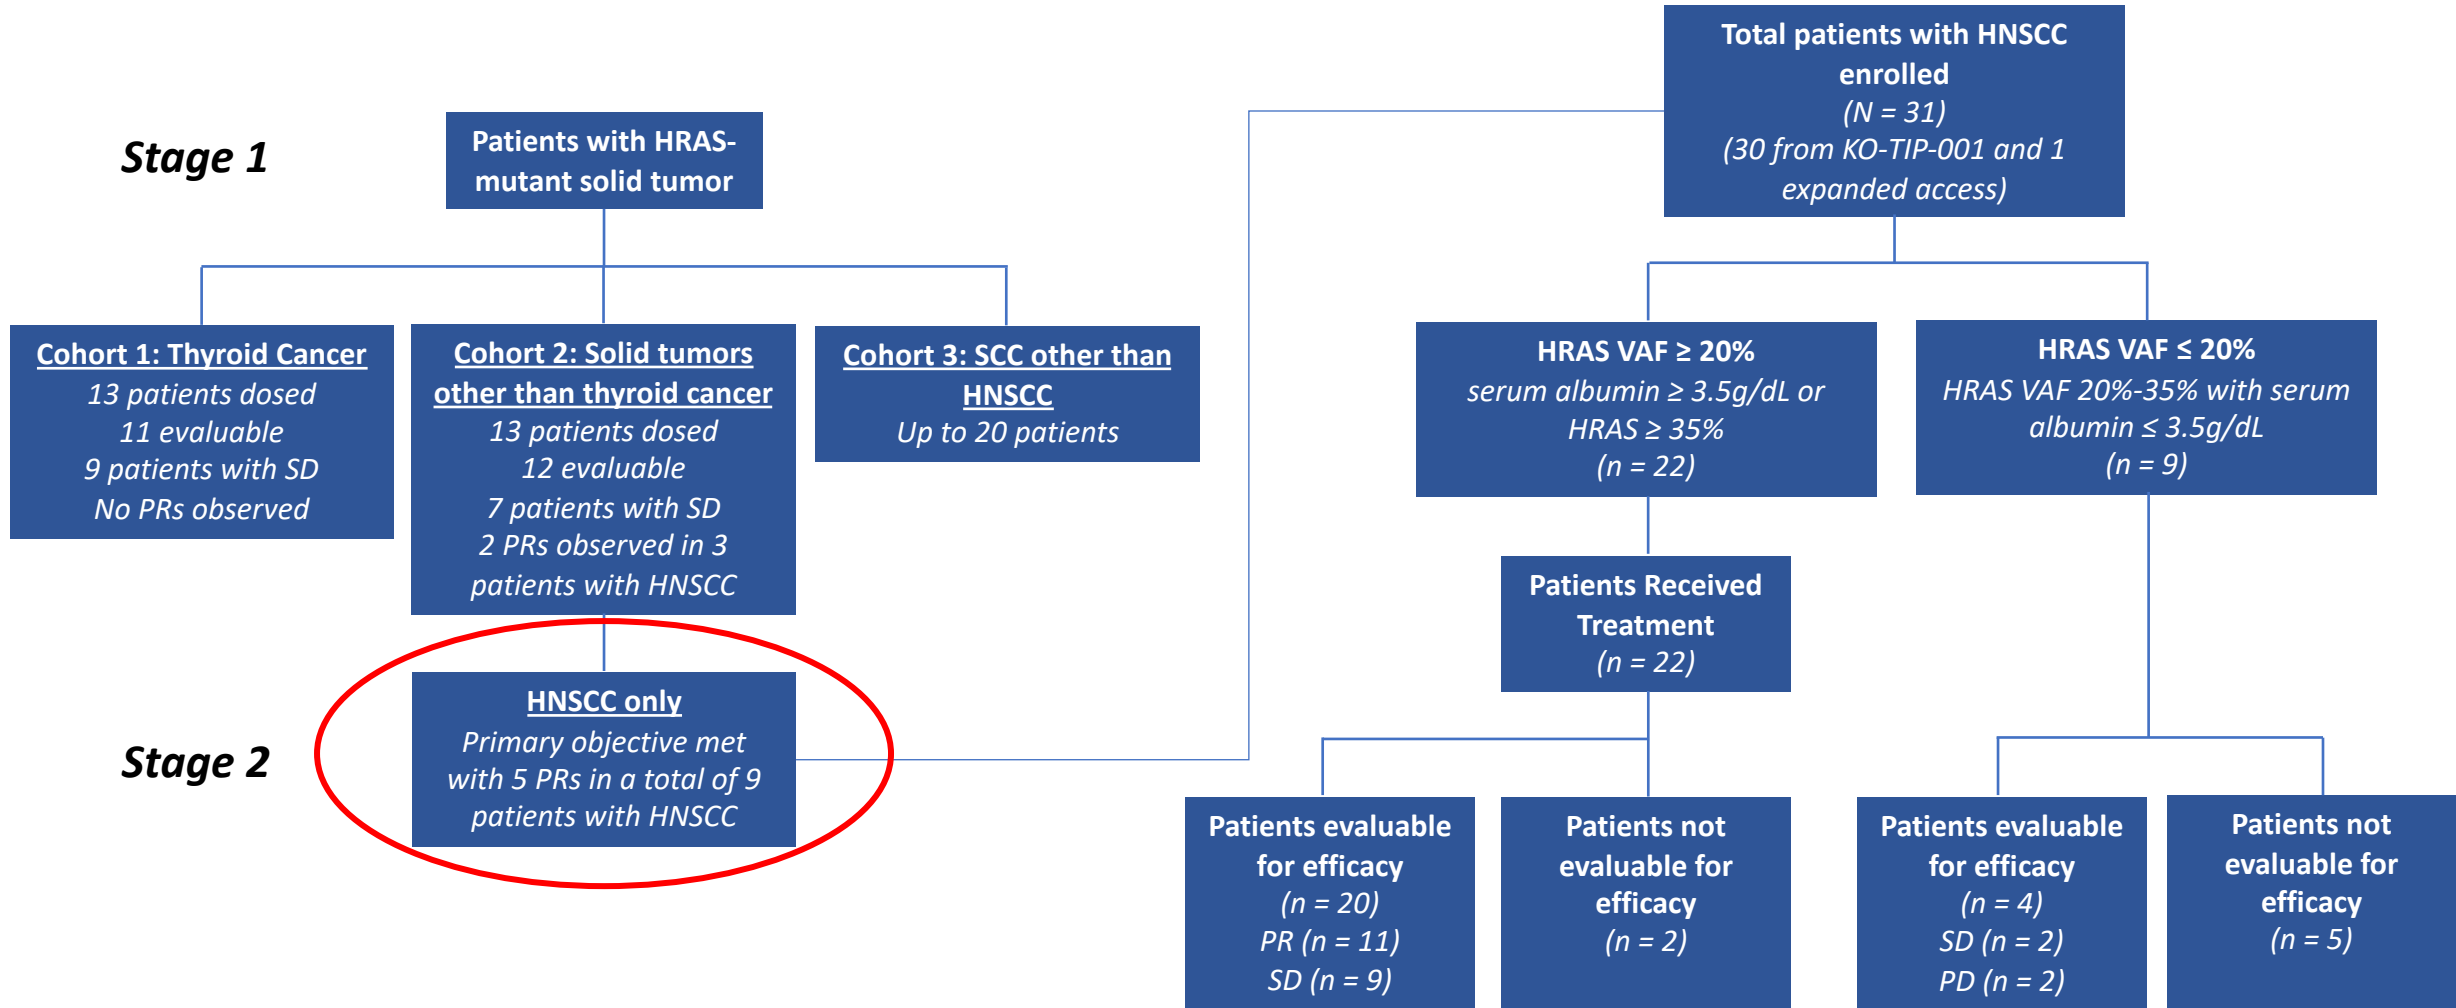 Stage 1
Patients with HRAS-
mutant solid tumor
Cohort 1: Thyroid Cancer
13 patients dosed
11 evaluable
9 patients with SD
No PRs observed
Cohort 2: Solid tumors
other than thyroid cancer
13 patients dosed
12 evaluable
7 patients with SD
2 PRs observed in 3
patients with HNSCC
Cohort 3: SCC other than
HNSCC
Up to 20 patients
Stage 2
HNSCC only
Primary objective met
with 5 PRs in a total of 9
patients with HNSCC
Total patients with HNSCC
enrolled
(N = 31)
(30 from KO-TIP-001 and 1
expanded access)
HRAS VAF ≥ 20%
serum albumin ≥ 3.5g/dL or
HRAS ≥ 35%
(n = 22)
HRAS VAF ≤ 20%
HRAS VAF 20%-35% with serum
albumin ≤ 3.5g/dL
(n = 9)
Patients Received
Treatment
(n = 22)
Patients evaluable
for efficacy
(n = 20)
PR (n = 11)
SD (n = 9)
Patients not
evaluable for
efficacy
(n = 2)
Patients evaluable
for efficacy
(n = 4)
SD (n = 2)
PD (n = 2)
Patients not
evaluable for
efficacy
(n = 5)